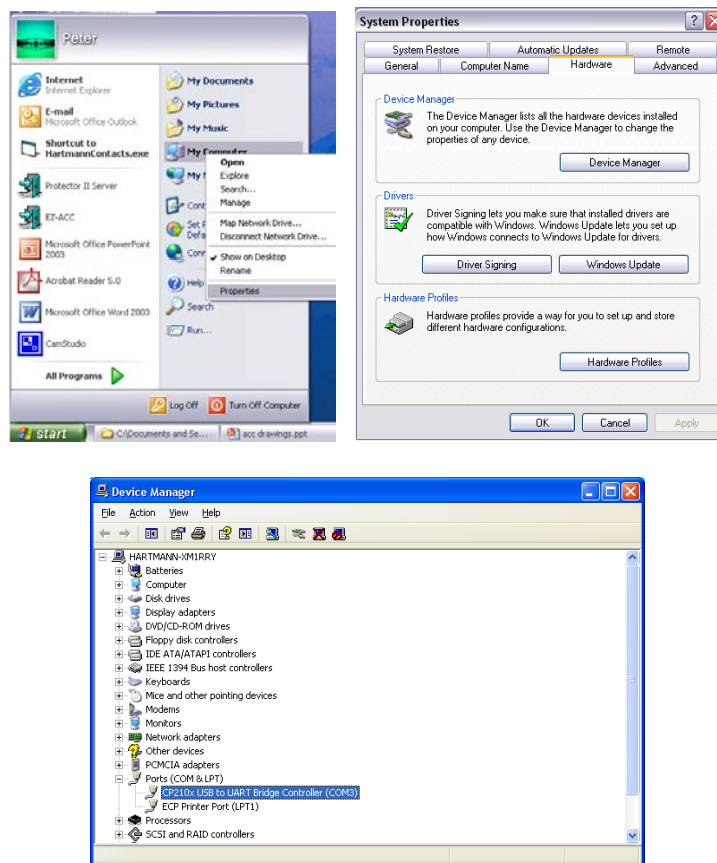 Peter
Internet
Internet Explorer
E-mail
Microsoft Office Outlook
Shortcut to
HartmannContacts.exe
Protector II Server
EZ-ACC
Microsoft Office PowerPoint
2003
Acrobat Reader 5.0
Microsoft Office Word 2003
CamStudio
All Programs
My Documents
My Pictures
My Music
My Computer
My
Cont
Set P
Defa
Conn
Help
Search
Run...
Open
Explore
Search...
Manage
Map Network Drive...
Disconnect Network Drive...
Show on Desktop
Rename
Properties
Log Off
Turn Off Computer
start
C:\Documents and Se...
acc drawings.ppt
System Properties
System Restore
Automatic Updates
Remote
General
Computer Name
Hardware
Advanced
Device Manager
The Device Manager lists all the hardware devices installed
on your computer. Use the Device Manager to change the
properties of any device.
Device Manager
Drivers
Driver Signing lets you make sure that installed drivers are
compatible with Windows. Windows Update lets you set up
how Windows connects to Windows Update for drivers.
Driver Signing
Windows Update
Hardware Profiles
Hardware profiles provide a way for you to set up and store
different hardware configurations.
Hardware Profiles
OK
Cancel
Apply
Device Manager
File Action View Help
HARTMANN-XM1RRY
Batteries
Computer
Disk drives
Display adapters
DVD/CD-ROM drives
Floppy disk controllers
IDE ATA/ATAPI controllers
IEEE 1394 Bus host controllers
Keyboards
Mice and other pointing devices
Modems
Monitors
Network adapters
Other devices
PCMCIA adapters
Ports (COM & LPT)
CP210x USB to UART Bridge Controller (COM3)
ECP Printer Port (LPT1)
Processors
SCSI and RAID controllers